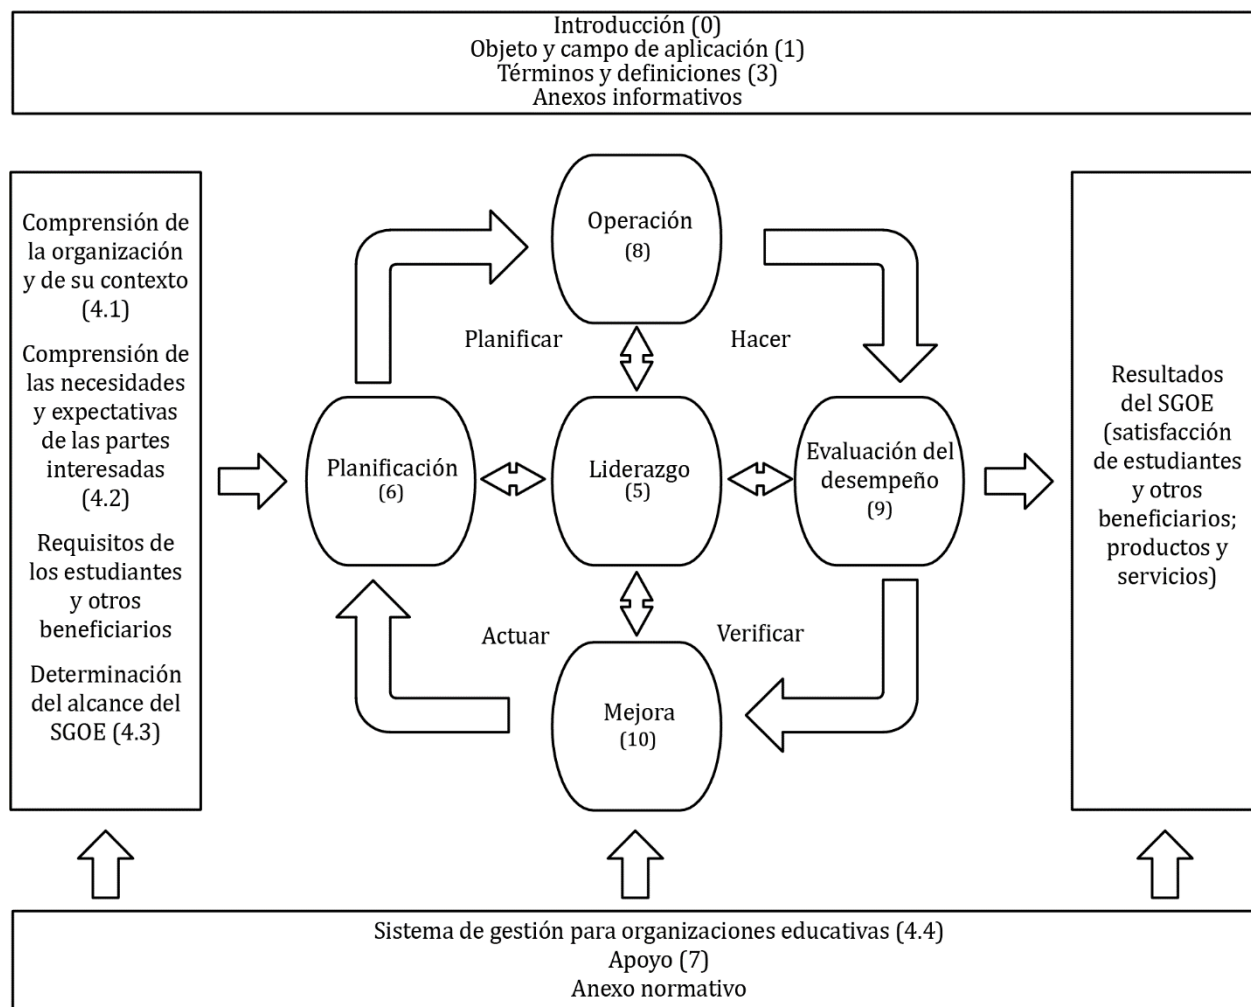 Introducción (0)
Objeto y campo de aplicación (1)
Términos y definiciones (3)
Anexos informativos
Comprensión de
la organización
y de su contexto
(4.1)
Comprensión de
las necesidades
y expectativas
de las partes
interesadas
(4.2)
Requisitos de
los estudiantes
y otros
beneficiarios
Determinación
del alcance del
SGOE (4.3)
Operación
(8)
Planificar
Hacer
Planificación
(6)
Liderazgo
(5)
Evaluación del
desempeño
(9)
Actuar
Verificar
Mejora
(10)
Resultados
del SGOE
(satisfacción
de estudiantes
y otros
beneficiarios;
productos y
servicios)
Sistema de gestión para organizaciones educativas (4.4)
Apoyo (7)
Anexo normativo